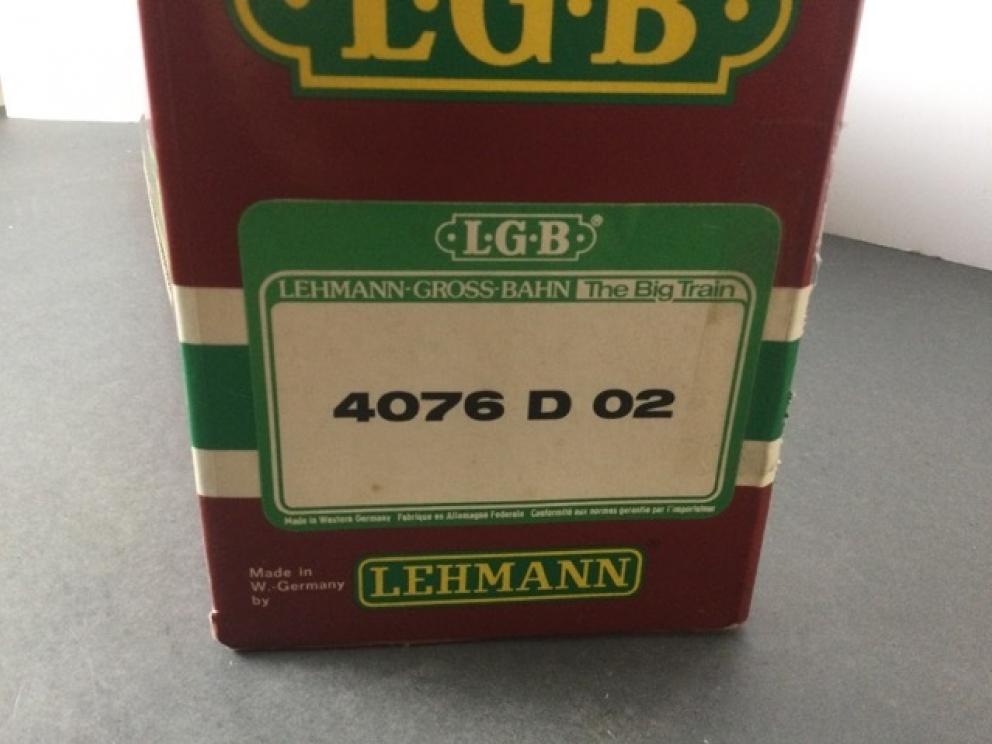 L·G·B
L·G·B®
LEHMANN·GROSS·BAHN The Big Train
4076 D 02
Made in Western Germany Fabriqué en Allemagne Federale Conformité aux normes garantie par l'importateur
Made in
W.-Germany
by
LEHMANN